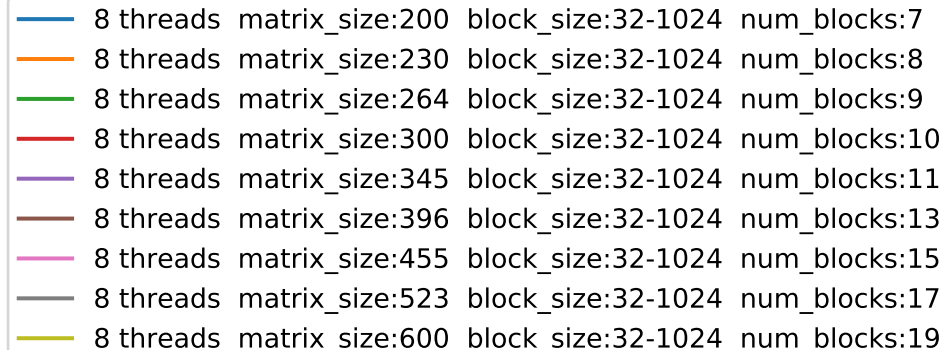 8 threads  matrix_size:200  block_size:32-1024  num_blocks:7
8 threads  matrix_size:230  block_size:32-1024  num_blocks:8
8 threads  matrix_size:264  block_size:32-1024  num_blocks:9
8 threads  matrix_size:300  block_size:32-1024  num_blocks:10
8 threads  matrix_size:345  block_size:32-1024  num_blocks:11
8 threads  matrix_size:396  block_size:32-1024  num_blocks:13
8 threads  matrix_size:455  block_size:32-1024  num_blocks:15
8 threads  matrix_size:523  block_size:32-1024  num_blocks:17
8 threads  matrix_size:600  block_size:32-1024  num_blocks:19